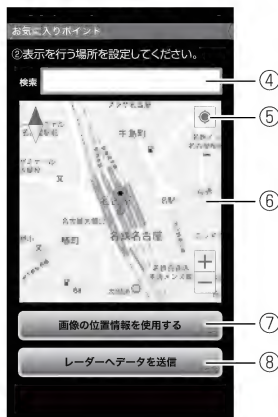 お気に入りポイント
②表示を行う場所を設定してください。
検索
④
⑤
牛島町
⑥
名駅
名鉄名古屋
+
−
68
画像の位置情報を使用する
⑦
レーダーへデータを送信
⑧